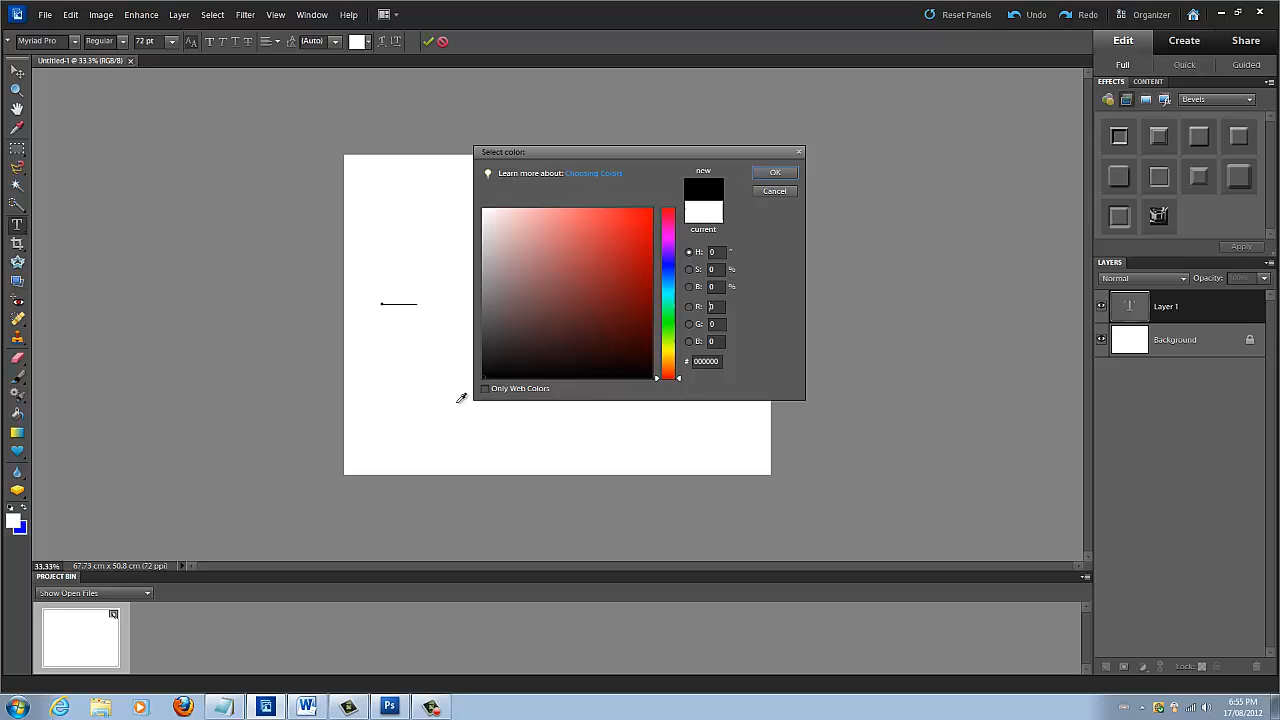 File Edit Image Enhance Layer Select Filter View Window Help Reset Panels Undo Redo Organizer
Myriad Pro Regular 72 pt (Auto) Edit Create Share
Untitled-1 @ 33.3% (RGB/8) Full Quick Guided
EFFECTS CONTENT
Bevels
Select color:
Learn more about: Choosing Colors
new
OK
Cancel
current
H: 0 °
S: 0 %
B: 0 %
R: 0
G: 0
B: 0
# 000000
Only Web Colors
Apply
LAYERS
Normal Opacity: 100%
Layer 1
Background
33.33% 67.73 cm x 50.8 cm (72 ppi)
PROJECT BIN
Show Open Files
Lock:
6:55 PM
17/08/2012